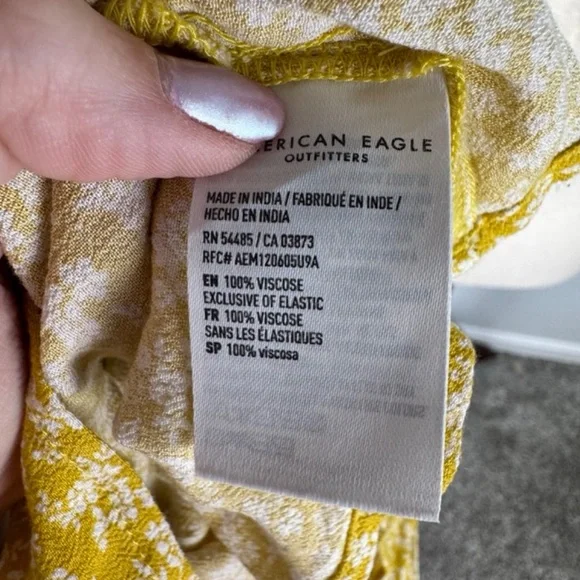 ERICAN EAGLE
OUTFITTERS
MADE IN INDIA / FABRIQUÉ EN INDE /
HECHO EN INDIA
RN 54485 / CA 03873
RFC# AEM120605U9A
EN 100% VISCOSE
EXCLUSIVE OF ELASTIC
FR 100% VISCOSE
SANS LES ÉLASTIQUES
SP 100% viscosa